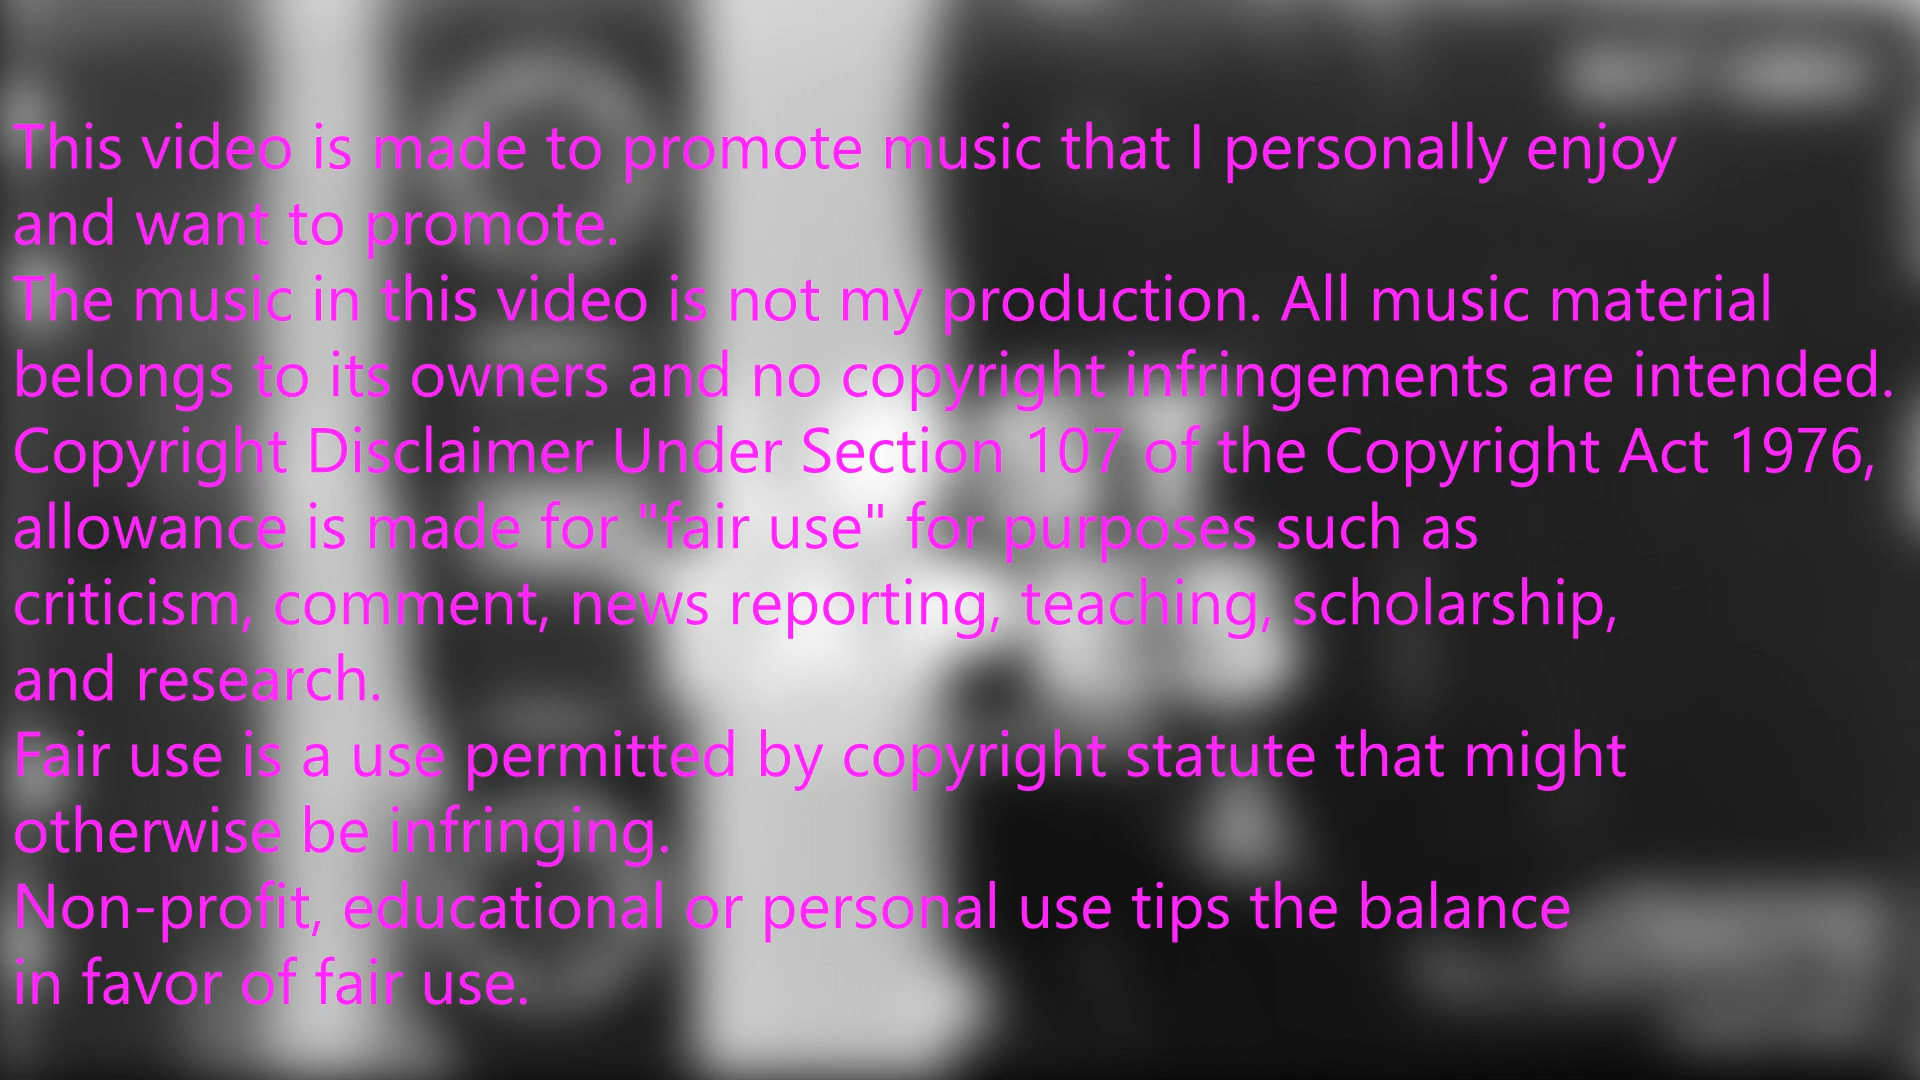 This video is made to promote music that I personally enjoy
and want to promote.
The music in this video is not my production. All music material
belongs to its owners and no copyright infringements are intended.
Copyright Disclaimer Under Section 107 of the Copyright Act 1976,
allowance is made for "fair use" for purposes such as
criticism, comment, news reporting, teaching, scholarship,
and research.
Fair use is a use permitted by copyright statute that might
otherwise be infringing.
Non-profit, educational or personal use tips the balance
in favor of fair use.